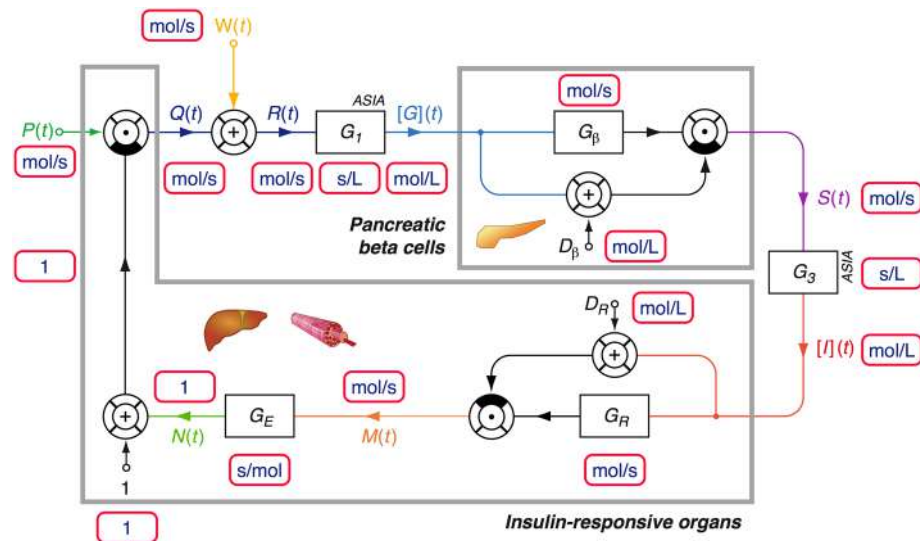 mol/s
W(t)
P(t)
mol/s
Q(t)
mol/s
R(t)
mol/s
ASIA
G1
s/L
[G](t)
mol/L
mol/s
Gβ
Dβ
mol/L
Pancreatic
beta cells
S(t)
mol/s
G3
ASIA
s/L
[I](t)
mol/L
1
DR
mol/L
GR
mol/s
mol/s
M(t)
GE
s/mol
1
N(t)
1
1
Insulin-responsive organs